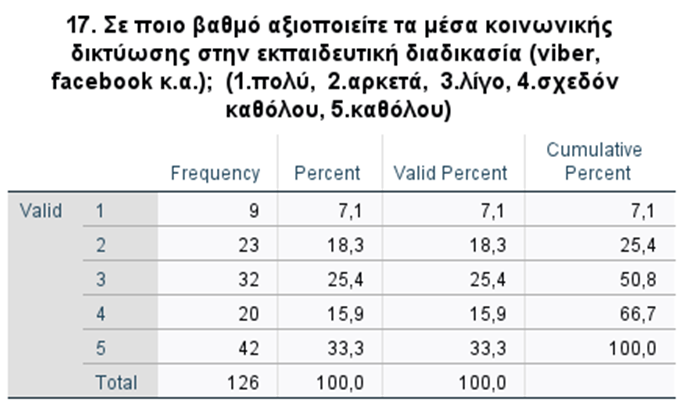 17. Σε ποιο βαθμό αξιοποιείτε τα μέσα κοινωνικής
δικτύωσης στην εκπαιδευτική διαδικασία (viber,
facebook κ.α.); (1.πολύ, 2.αρκετά, 3.λίγο, 4.σχεδόν
καθόλου, 5.καθόλου)
Frequency Percent Valid Percent Cumulative Percent
Valid 1 9 7,1 7,1 7,1
2 23 18,3 18,3 25,4
3 32 25,4 25,4 50,8
4 20 15,9 15,9 66,7
5 42 33,3 33,3 100,0
Total 126 100,0 100,0